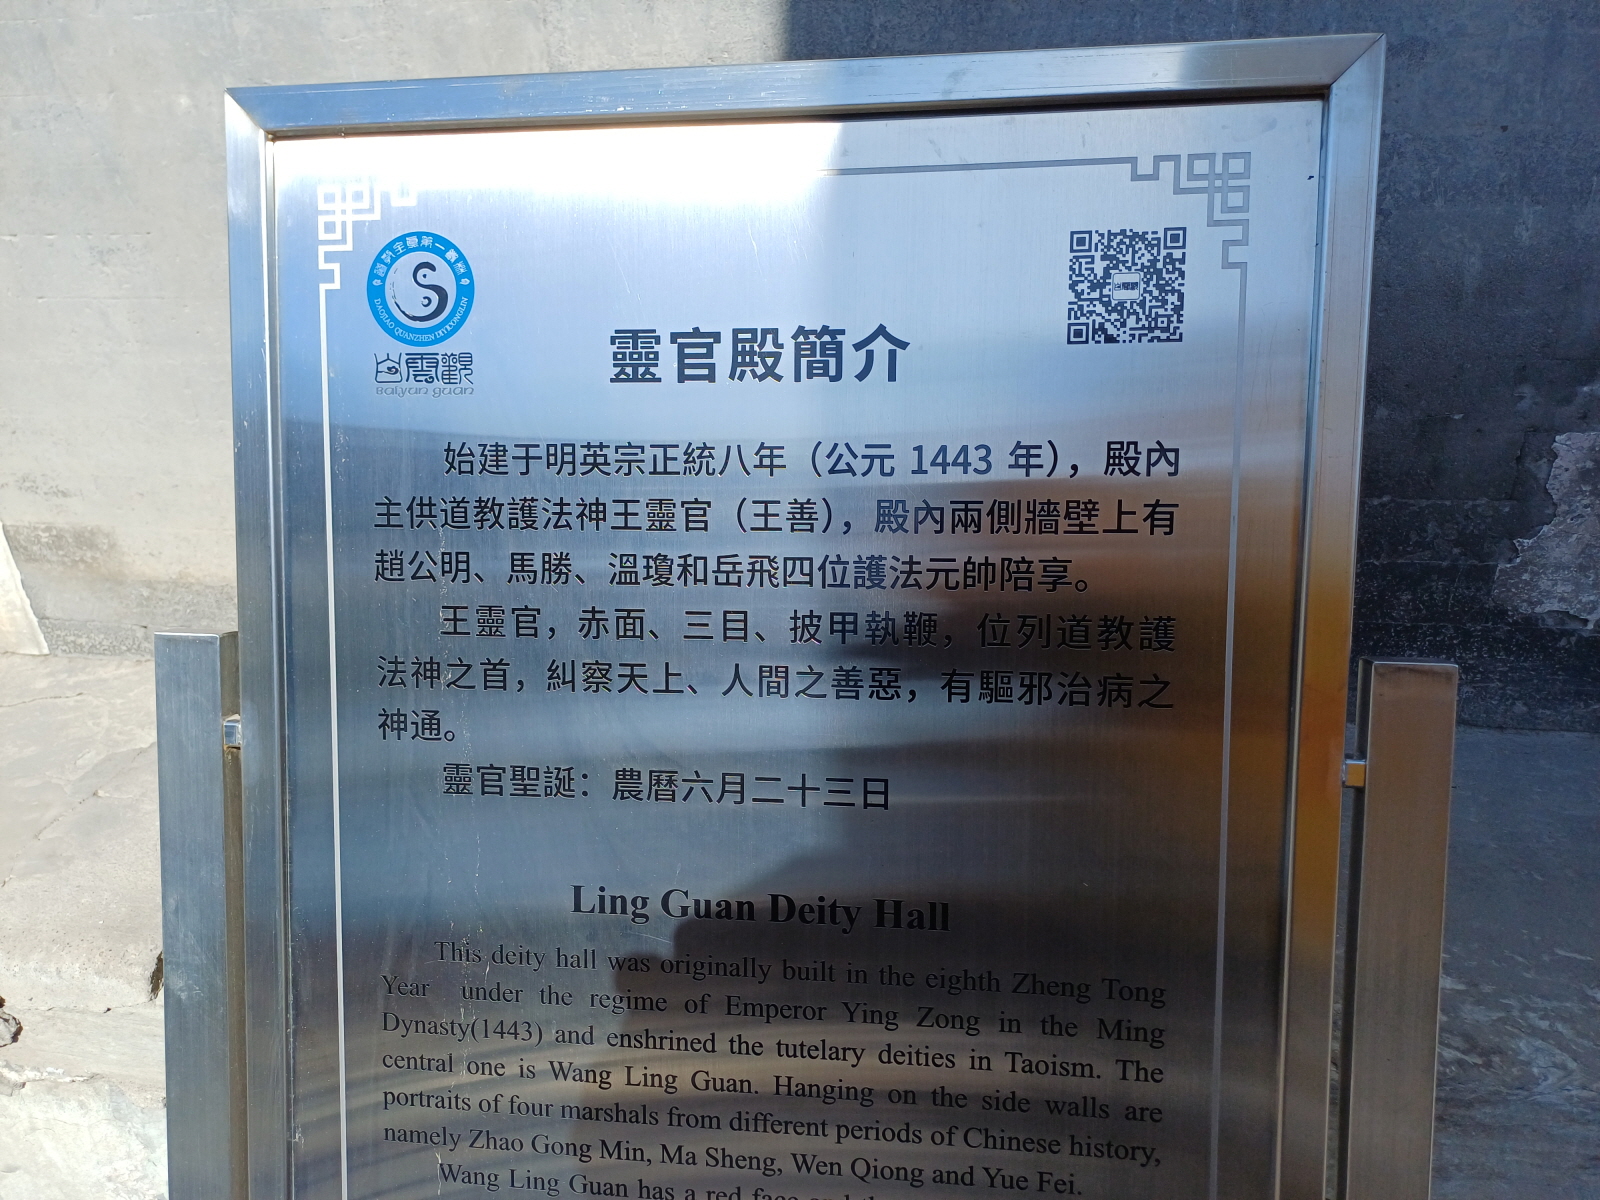 DAOJIAO QUANZHEN DIYICONGLIN
白雲觀
Baiyun guan
靈官殿簡介
始建于明英宗正統八年（公元 1443 年），殿內
主供道教護法神王靈官（王善），殿內兩側牆壁上有
趙公明、馬勝、溫瓊和岳飛四位護法元帥陪享。
王靈官，赤面、三目、披甲執鞭，位列道教護
法神之首，糾察天上、人間之善惡，有驅邪治病之
神通。
靈官聖誕：農曆六月二十三日
Ling Guan Deity Hall
This deity hall was originally built in the eighth Zheng Tong
Year under the regime of Emperor Ying Zong in the Ming
Dynasty(1443) and enshrined the tutelary deities in Taoism. The
central one is Wang Ling Guan. Hanging on the side walls are
portraits of four marshals from different periods of Chinese history,
namely Zhao Gong Min, Ma Sheng, Wen Qiong and Yue Fei.
Wang Ling Guan has a red face and